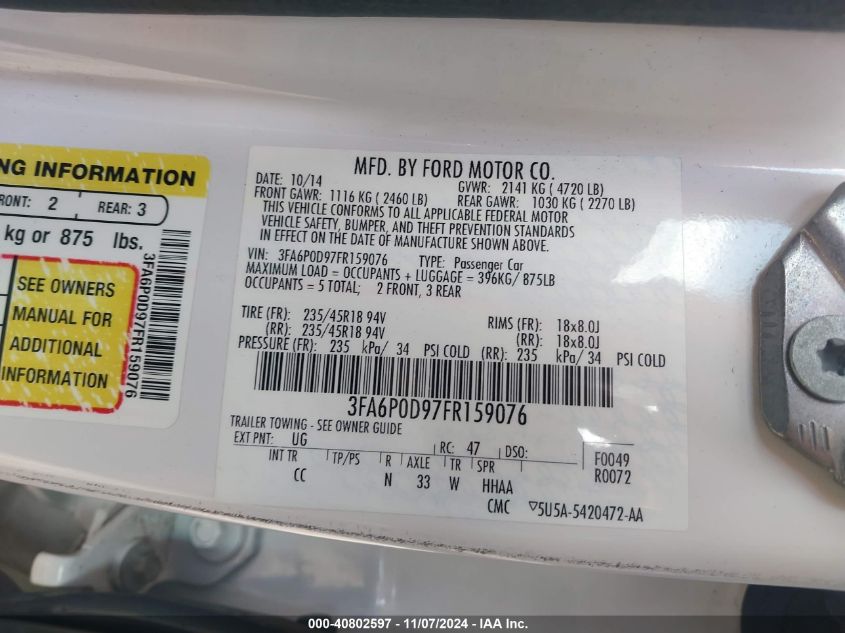 NG INFORMATION
FRONT: 2 REAR: 3
kg or 875 lbs.
SEE OWNERS
MANUAL FOR
ADDITIONAL
INFORMATION
3FA6P0D97FR159076
MFD. BY FORD MOTOR CO.
DATE: 10/14 GVWR: 2141 KG ( 4720 LB)
FRONT GAWR: 1116 KG ( 2460 LB) REAR GAWR: 1030 KG ( 2270 LB)
THIS VEHICLE CONFORMS TO ALL APPLICABLE FEDERAL MOTOR
VEHICLE SAFETY, BUMPER, AND THEFT PREVENTION STANDARDS
IN EFFECT ON THE DATE OF MANUFACTURE SHOWN ABOVE.
VIN: 3FA6P0D97FR159076 TYPE: Passenger Car
MAXIMUM LOAD = OCCUPANTS + LUGGAGE = 396KG/ 875LB
OCCUPANTS = 5 TOTAL; 2 FRONT, 3 REAR
TIRE (FR): 235/45R18 94V RIMS (FR): 18x8.0J
(RR): 235/45R18 94V (RR): 18x8.0J
PRESSURE (FR): 235 kPa/ 34 PSI COLD (RR): 235 kPa/ 34 PSI COLD
3FA6P0D97FR159076
TRAILER TOWING - SEE OWNER GUIDE
EXT PNT: UG RC: 47 DSO: F0049
INT TR TP/PS R AXLE TR SPR R0072
CC N 33 W HHAA
CMC ▽5U5A-5420472-AA
000-40802597 - 11/07/2024 - IAA Inc.